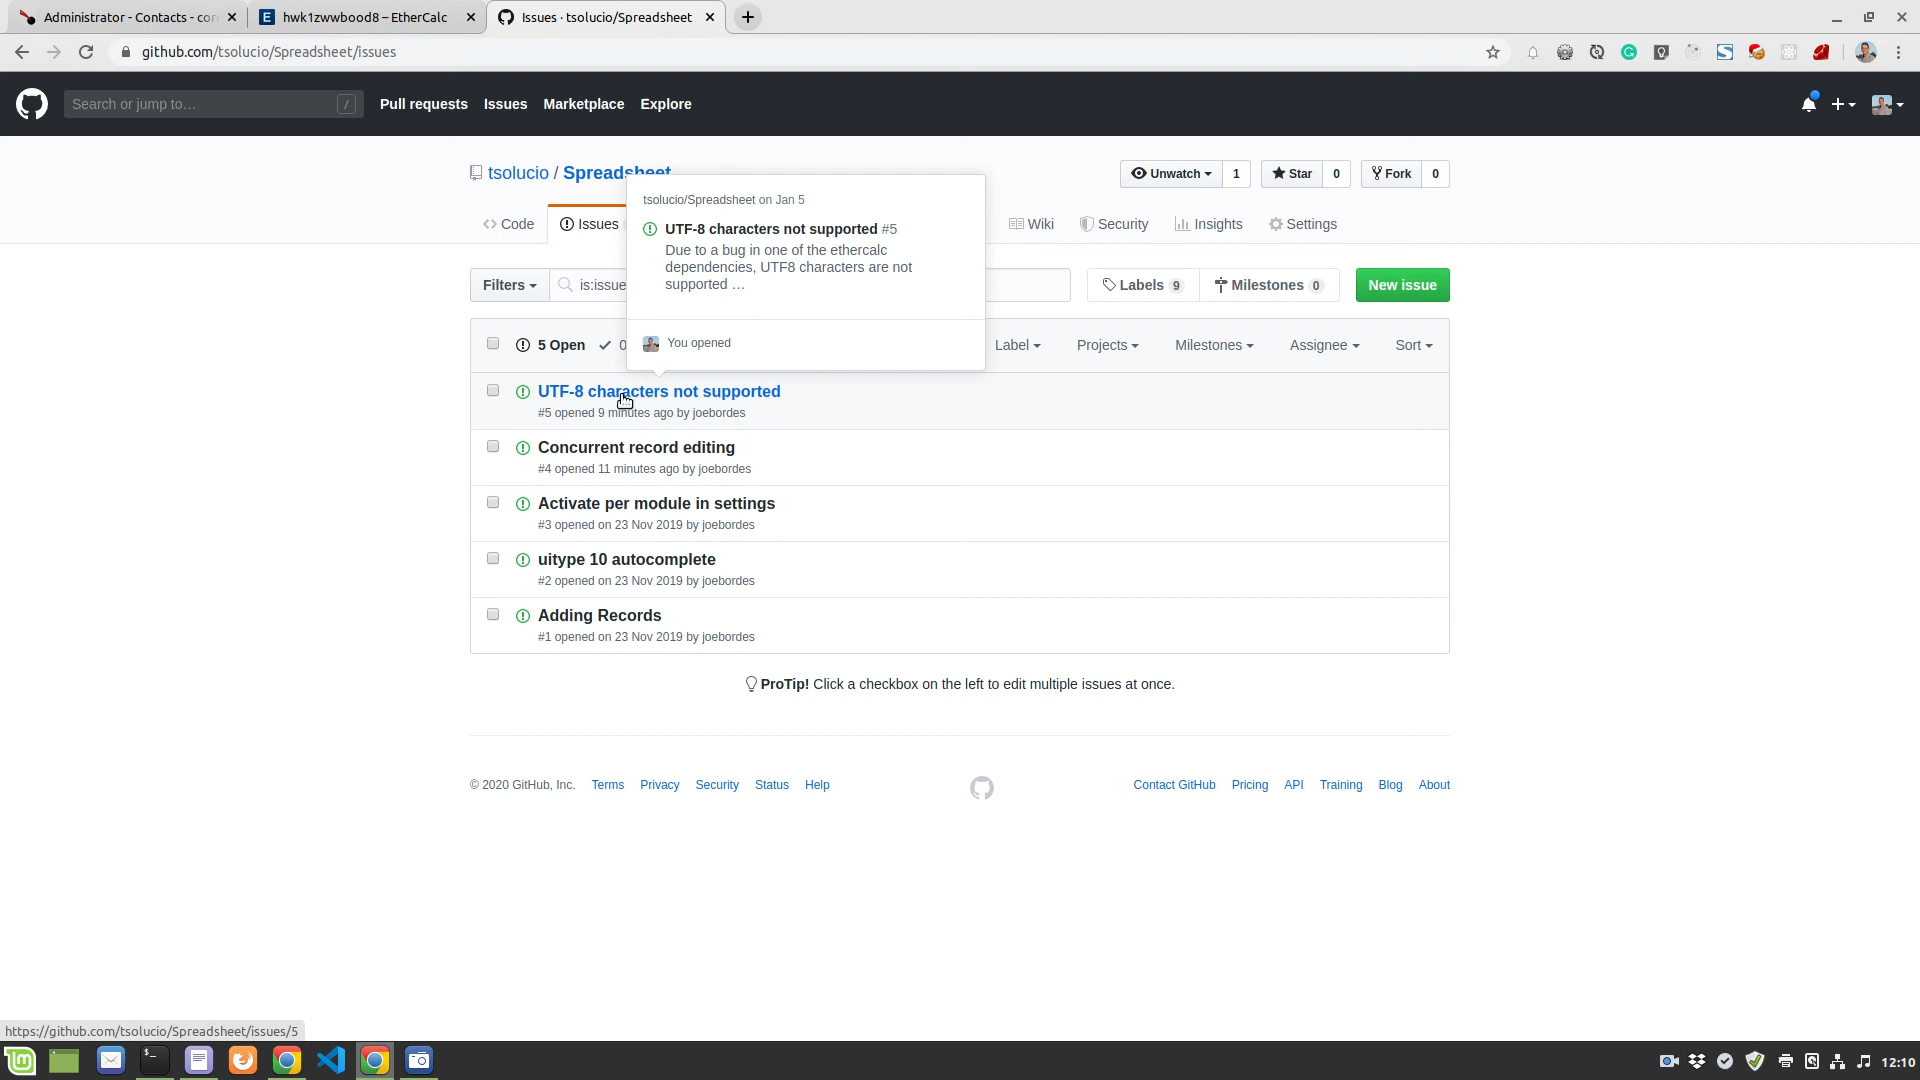 Administrator - Contacts - cor
hwk1zwwbood8 – EtherCalc
Issues · tsolucio/Spreadsheet
github.com/tsolucio/Spreadsheet/issues
Search or jump to…
/
Pull requests
Issues
Marketplace
Explore
tsolucio / Spreadsheet
Unwatch 1
Star 0
Fork 0
Code
Issues
Wiki
Security
Insights
Settings
tsolucio/Spreadsheet on Jan 5
UTF-8 characters not supported #5
Due to a bug in one of the ethercalc
dependencies, UTF8 characters are not
supported …
You opened
Filters
is:issue
Labels 9
Milestones 0
New issue
5 Open
0
Label
Projects
Milestones
Assignee
Sort
UTF-8 characters not supported
#5 opened 9 minutes ago by joebordes
Concurrent record editing
#4 opened 11 minutes ago by joebordes
Activate per module in settings
#3 opened on 23 Nov 2019 by joebordes
uitype 10 autocomplete
#2 opened on 23 Nov 2019 by joebordes
Adding Records
#1 opened on 23 Nov 2019 by joebordes
ProTip! Click a checkbox on the left to edit multiple issues at once.
© 2020 GitHub, Inc.
Terms
Privacy
Security
Status
Help
Contact GitHub
Pricing
API
Training
Blog
About
https://github.com/tsolucio/Spreadsheet/issues/5
12:10